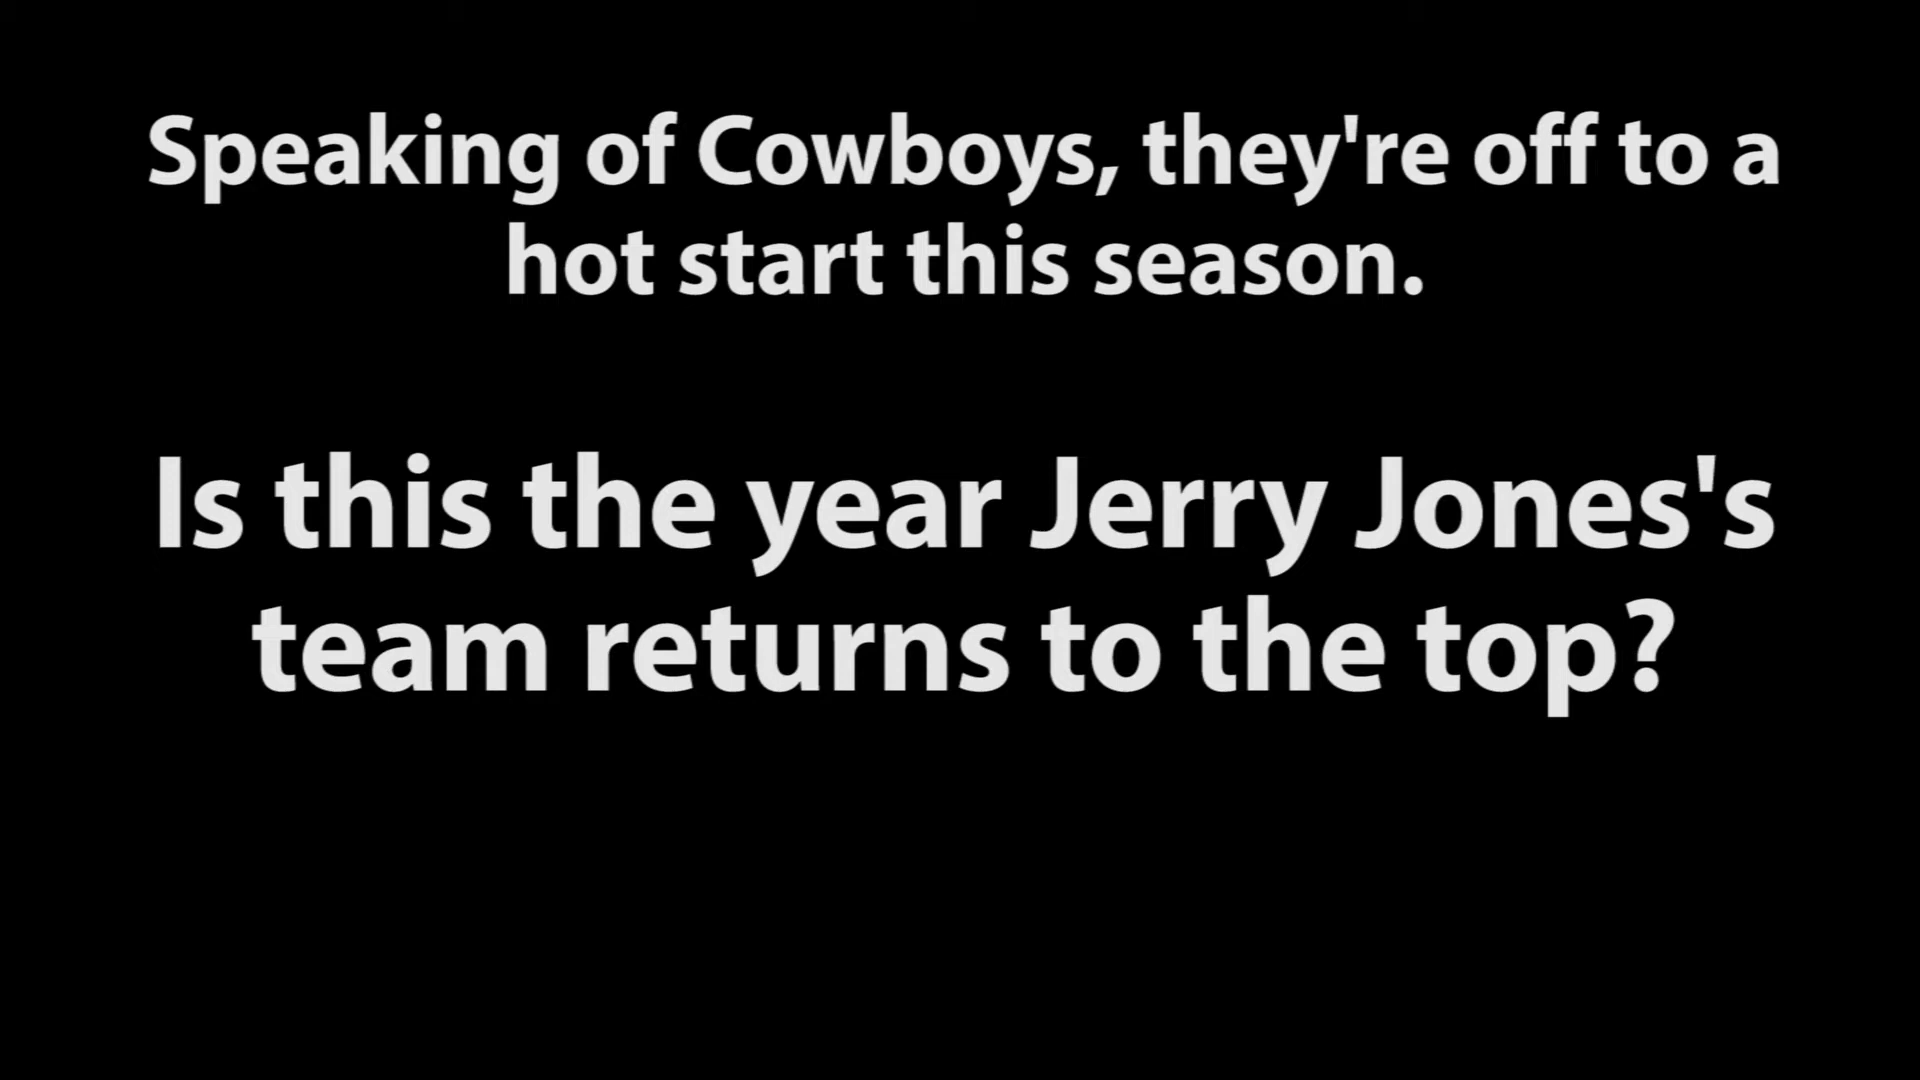 Speaking of Cowboys, they're off to a
hot start this season.
Is this the year Jerry Jones's
team returns to the top?